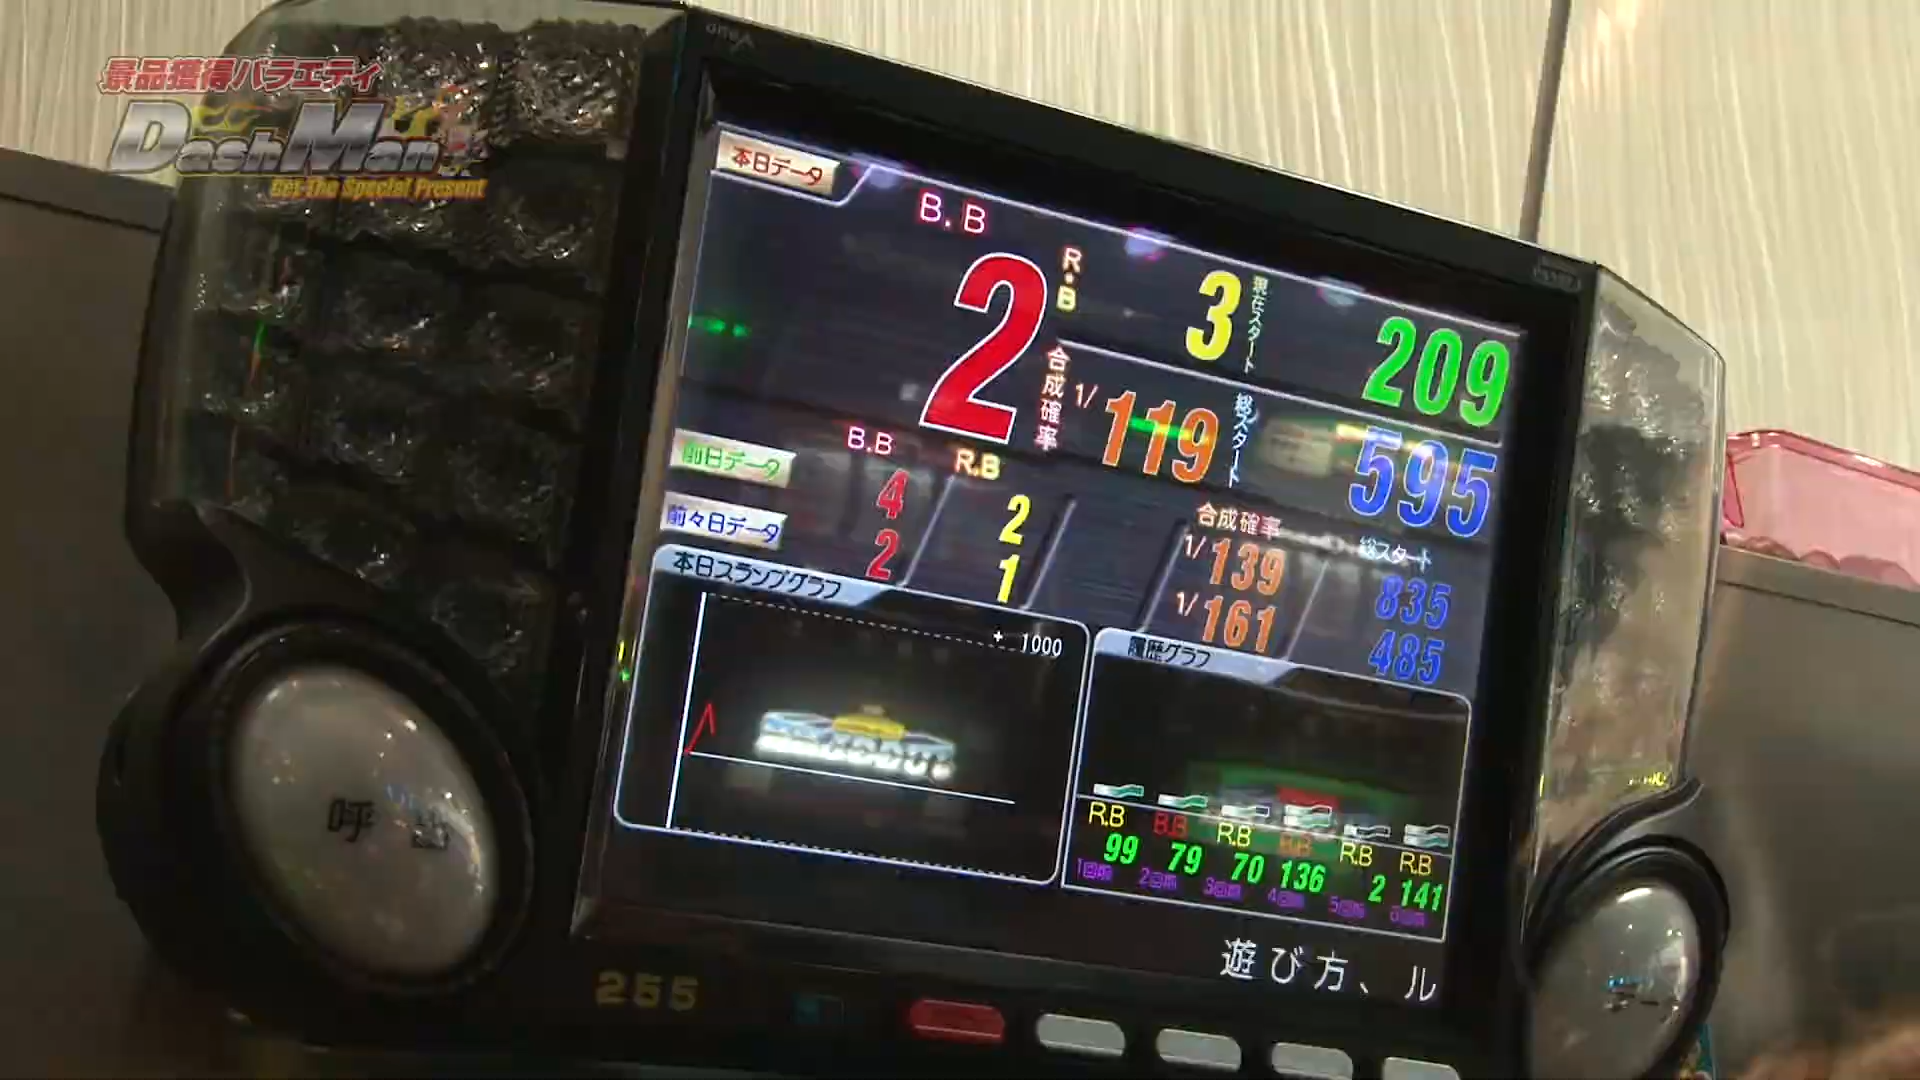 景品獲得バラエティ
DashMan
Get The Special Present
本日データ
B.B
2
R.B
3
現在スタート
209
合成確率
1/119
総スタート
595
B.B
R.B
合成確率
総スタート
前日データ
4
2
1/139
835
前々日データ
2
1
1/161
485
本日スランプグラフ
+1000
履歴グラフ
R.B B.B R.B B.B R.B R.B
99 79 70 136 2 141
1回前 2回前 3回前 4回前 5回前 6回前
遊び方、ル
呼出
255